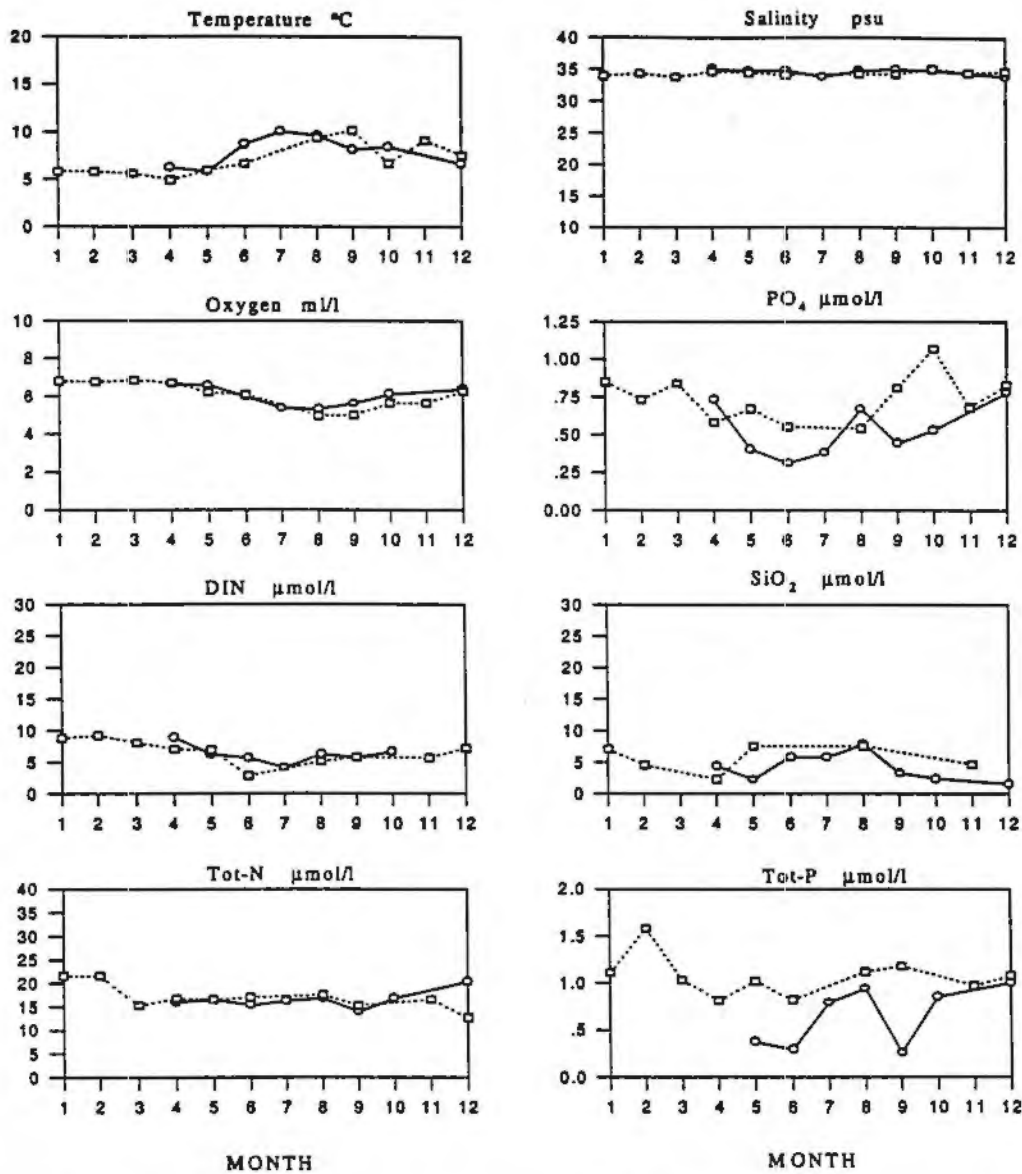 Temperature °C
20
15
10
5
0
1 2 3 4 5 6 7 8 9 10 11 12
Salinity psu
40
35
30
25
20
15
10
1 2 3 4 5 6 7 8 9 10 11 12
Oxygen ml/l
10
8
6
4
2
0
1 2 3 4 5 6 7 8 9 10 11 12
PO₄ µmol/l
1.25
1.00
.75
.50
.25
0.00
1 2 3 4 5 6 7 8 9 10 11 12
DIN µmol/l
30
25
20
15
10
5
0
1 2 3 4 5 6 7 8 9 10 11 12
SiO₂ µmol/l
30
25
20
15
10
5
0
1 2 3 4 5 6 7 8 9 10 11 12
Tot-N µmol/l
40
35
30
25
20
15
10
5
0
1 2 3 4 5 6 7 8 9 10 11 12
MONTH
Tot-P µmol/l
2.0
1.5
1.0
.5
0.0
1 2 3 4 5 6 7 8 9 10 11 12
MONTH